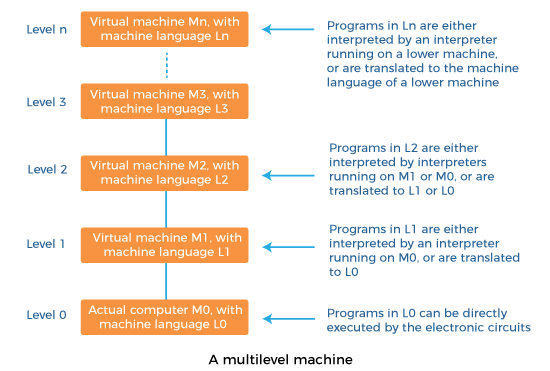 Level n
Virtual machine Mn, with
machine language Ln
Programs in Ln are either
interpreted by an interpreter
running on a lower machine,
or are translated to the machine
language of a lower machine
Level 3
Virtual machine M3, with
machine language L3
Level 2
Virtual machine M2, with
machine language L2
Programs in L2 are either
interpreted by interpreters
running on M1 or M0, or are
translated to L1 or L0
Level 1
Virtual machine M1, with
machine language L1
Programs in L1 are either
interpreted by an interpreter
running on M0, or are translated
to L0
Level 0
Actual computer M0, with
machine language L0
Programs in L0 can be directly
executed by the electronic circuits
A multilevel machine